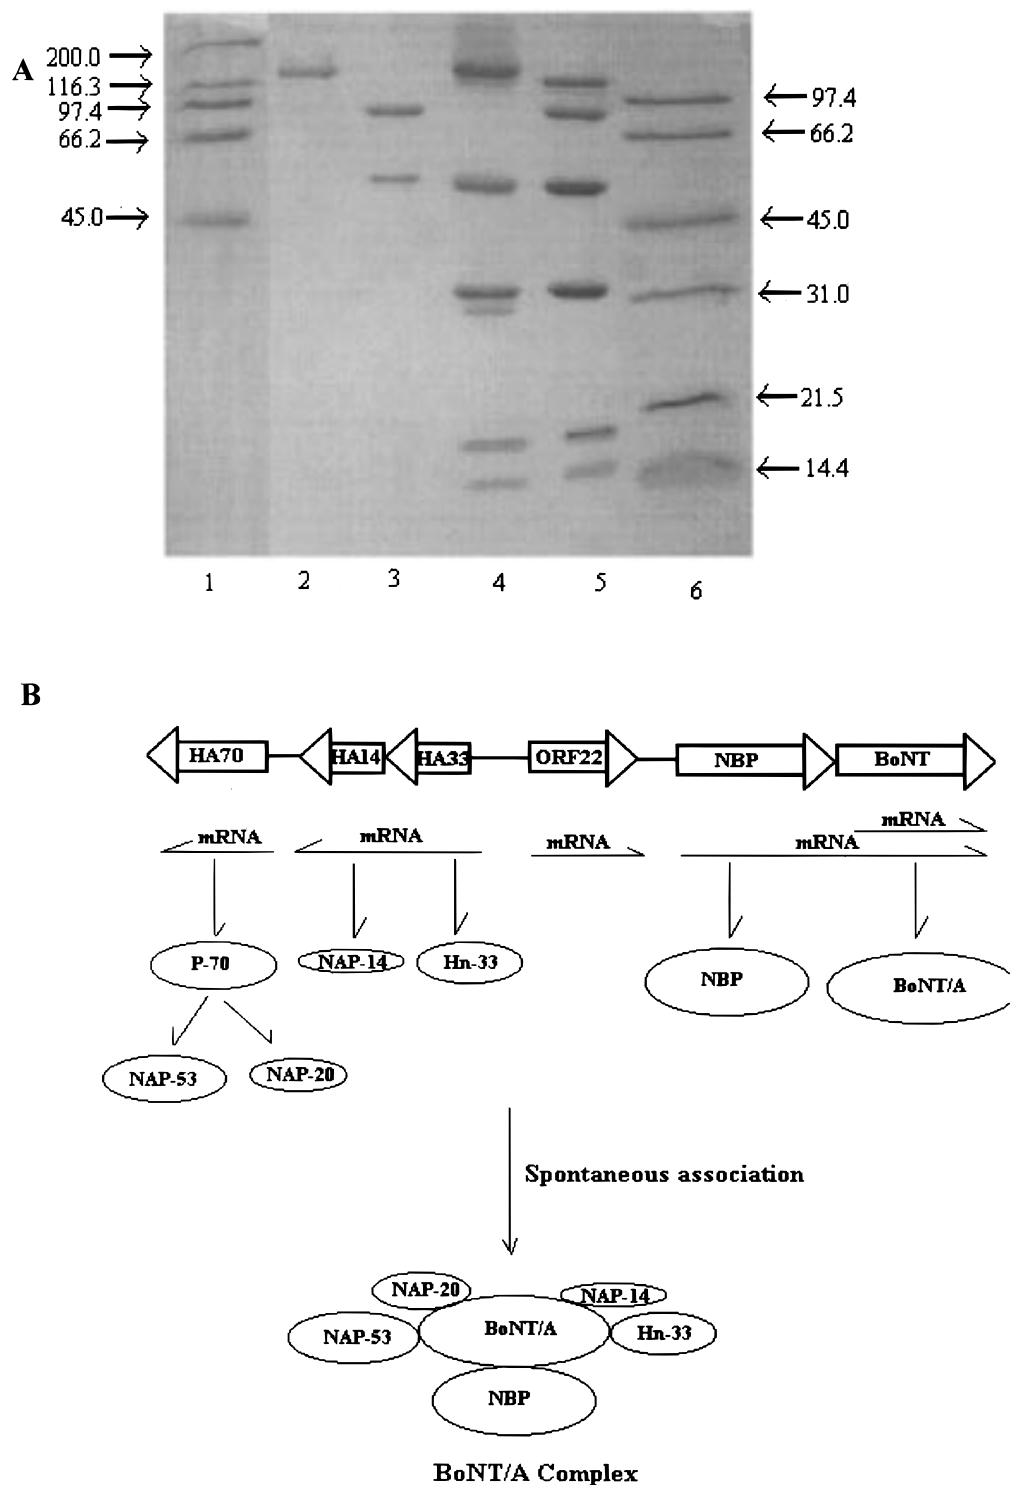 A
200.0
116.3
97.4
66.2
45.0
97.4
66.2
45.0
31.0
21.5
14.4
1 2 3 4 5 6
B
HA70 HA14 HA33 ORF22 NBP BoNT
mRNA mRNA mRNA mRNA mRNA
P-70 NAP-14 Hn-33 NBP BoNT/A
NAP-53 NAP-20
Spontaneous association
NAP-20 NAP-14
NAP-53 BoNT/A Hn-33
NBP
BoNT/A Complex